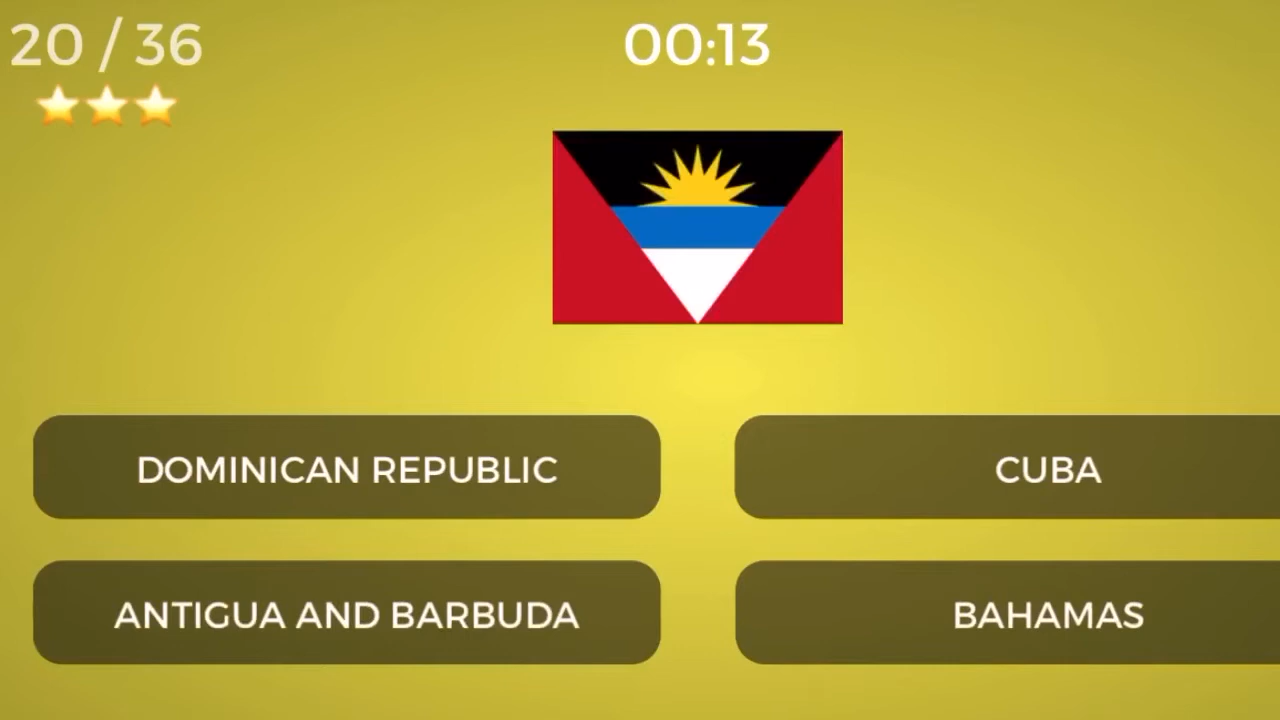 20 / 36
00:13
DOMINICAN REPUBLIC
CUBA
ANTIGUA AND BARBUDA
BAHAMAS